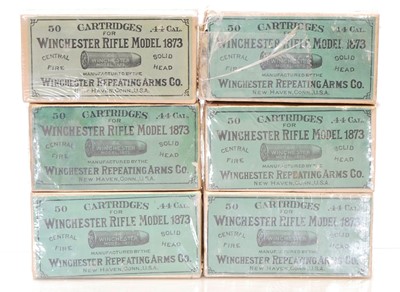 50 CARTRIDGES .44 CAL.
FOR
WINCHESTER RIFLE MODEL 1873
CENTRAL SOLID
FIRE HEAD
MANUFACTURED BY THE
WINCHESTER REPEATING ARMS CO.
NEW HAVEN, CONN., U.S.A.
50 CARTRIDGES .44 CAL.
FOR
WINCHESTER RIFLE MODEL 1873
CENTRAL SOLID
FIRE HEAD
MANUFACTURED BY THE
WINCHESTER REPEATING ARMS CO.
NEW HAVEN, CONN., U.S.A.
50 CARTRIDGES .44 CAL.
FOR
WINCHESTER RIFLE MODEL 1873
CENTRAL SOLID
FIRE HEAD
MANUFACTURED BY THE
WINCHESTER REPEATING ARMS CO.
NEW HAVEN, CONN., U.S.A.
50 CARTRIDGES .44 CAL.
FOR
WINCHESTER RIFLE MODEL 1873
CENTRAL SOLID
FIRE HEAD
MANUFACTURED BY THE
WINCHESTER REPEATING ARMS CO.
NEW HAVEN, CONN., U.S.A.
50 CARTRIDGES .44 CAL.
FOR
WINCHESTER RIFLE MODEL 1873
CENTRAL WINCHESTER SOLID
FIRE HEAD
MANUFACTURED BY THE
WINCHESTER REPEATING ARMS CO.
NEW HAVEN, CONN., U.S.A.
50 CARTRIDGES .44 CAL.
FOR
WINCHESTER RIFLE MODEL 1873
CENTRAL WINCHESTER SOLID
FIRE HEAD
MANUFACTURED BY THE
WINCHESTER REPEATING ARMS CO.
NEW HAVEN, CONN., U.S.A.